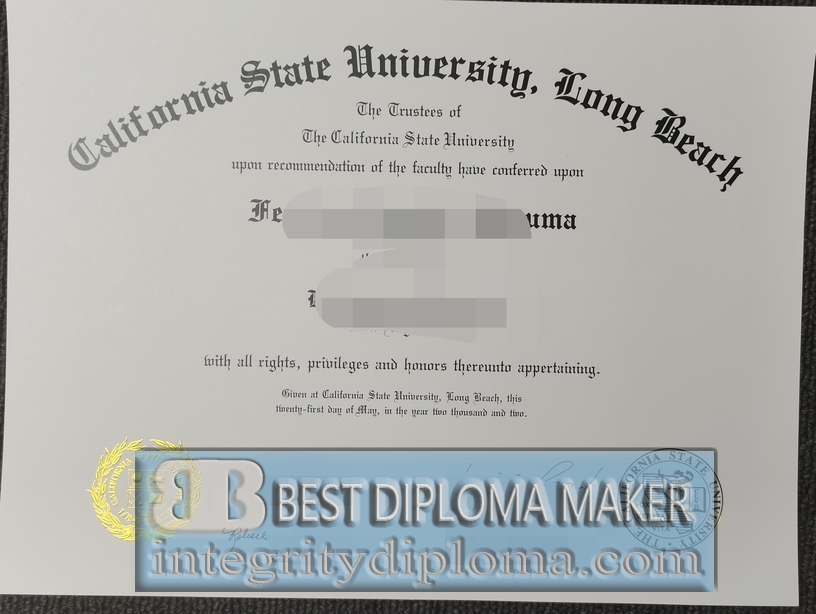 California State University, Long Beach
The Trustees of
The California State University
upon recommendation of the faculty have conferred upon
with all rights, privileges and honors thereunto appertaining.
Given at California State University, Long Beach, this
twenty-first day of May, in the year two thousand and two.
BEST DIPLOMA MAKER
integritydiploma.com